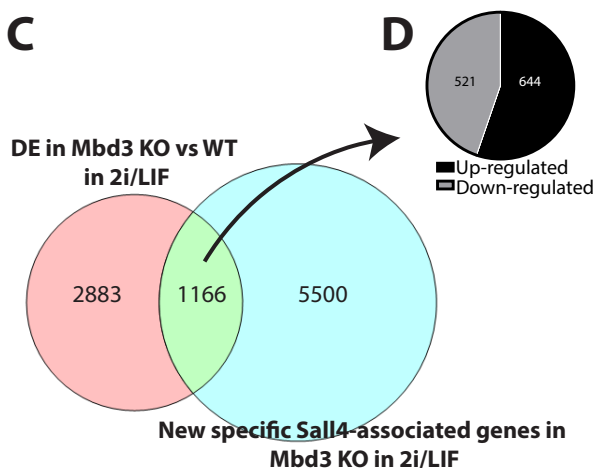 C
D
521
644
Up-regulated
Down-regulated
DE in Mbd3 KO vs WT
in 2i/LIF
2883
1166
5500
New specific Sall4-associated genes in
Mbd3 KO in 2i/LIF